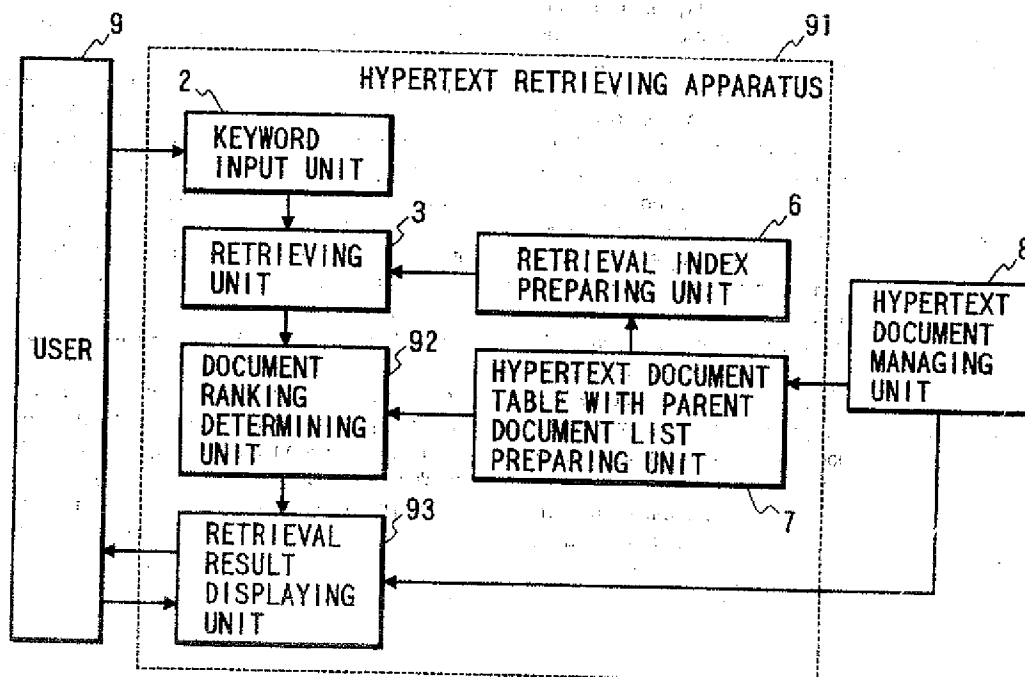 9
91
HYPERTEXT RETRIEVING APPARATUS
2
KEYWORD
INPUT UNIT
3
RETRIEVING
UNIT
6
RETRIEVAL INDEX
PREPARING UNIT
8
HYPERTEXT
DOCUMENT
MANAGING
UNIT
USER
92
DOCUMENT
RANKING
DETERMINING
UNIT
HYPERTEXT DOCUMENT
TABLE WITH PARENT
DOCUMENT LIST
PREPARING UNIT
7
93
RETRIEVAL
RESULT
DISPLAYING
UNIT